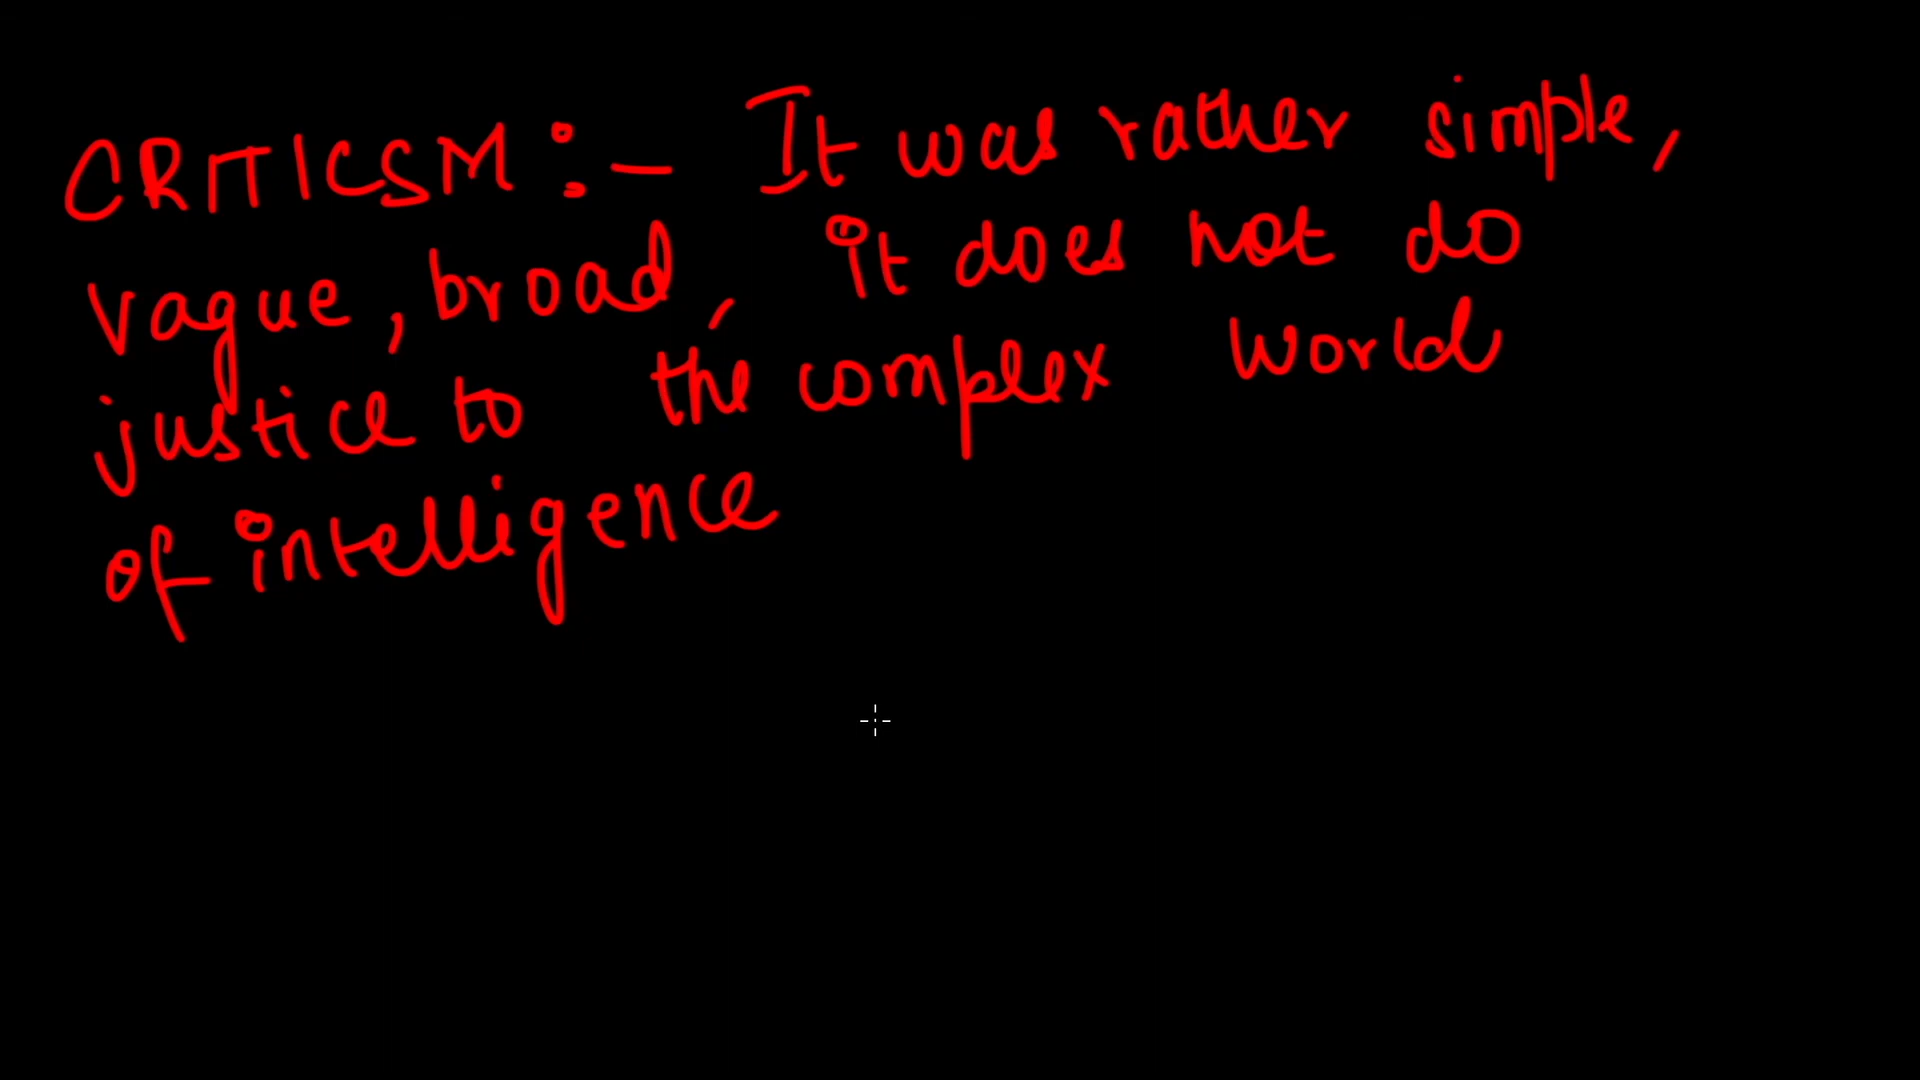 CRITICSM:- It was rather simple,
vague, broad, it does not do
justice to the complex world
of intelligence